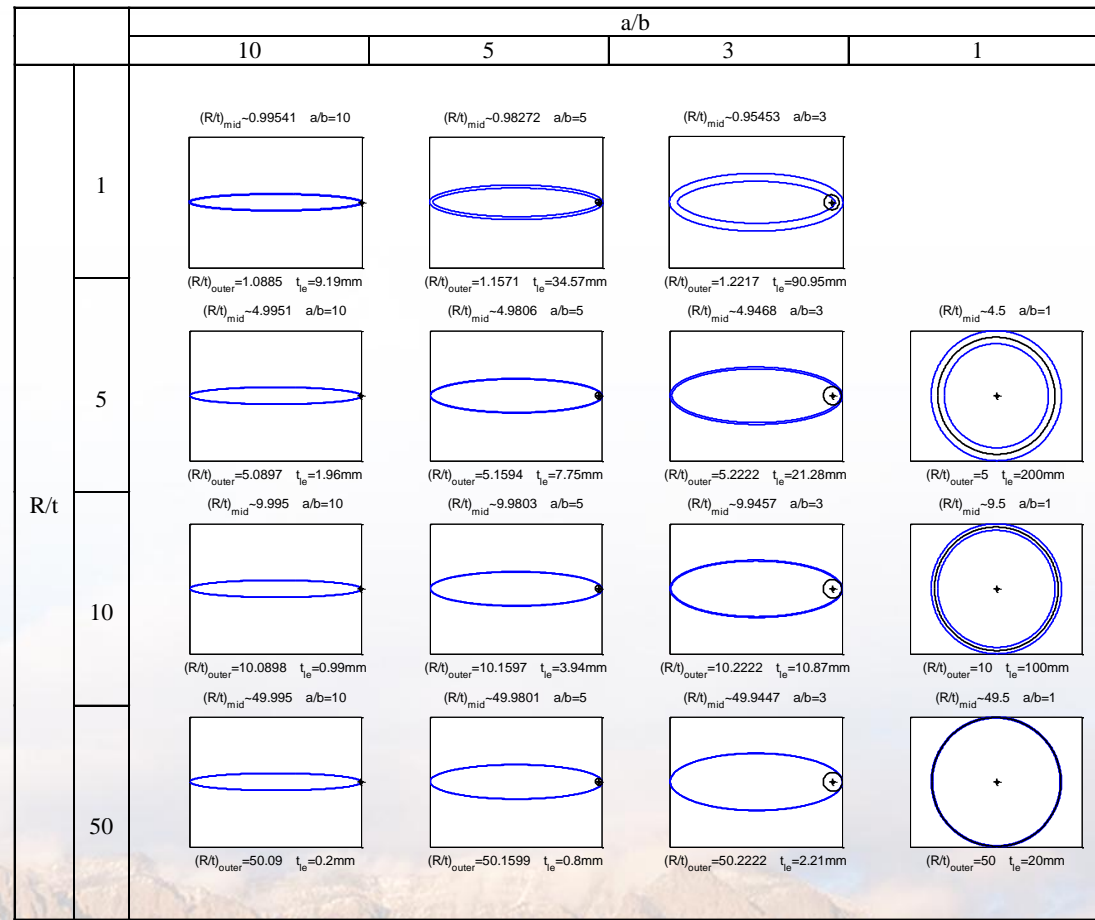 a/b
10 5 3 1
(R/t)mid~0.99541 a/b=10 (R/t)mid~0.98272 a/b=5 (R/t)mid~0.95453 a/b=3
1
(R/t)outer=1.0885 tle=9.19mm (R/t)outer=1.1571 tle=34.57mm (R/t)outer=1.2217 tle=90.95mm
(R/t)mid~4.9951 a/b=10 (R/t)mid~4.9806 a/b=5 (R/t)mid~4.9468 a/b=3 (R/t)mid~4.5 a/b=1
5
(R/t)outer=5.0897 tle=1.96mm (R/t)outer=5.1594 tle=7.75mm (R/t)outer=5.2222 tle=21.28mm (R/t)outer=5 tle=200mm
R/t
(R/t)mid~9.995 a/b=10 (R/t)mid~9.9803 a/b=5 (R/t)mid~9.9457 a/b=3 (R/t)mid~9.5 a/b=1
10
(R/t)outer=10.0898 tle=0.99mm (R/t)outer=10.1597 tle=3.94mm (R/t)outer=10.2222 tle=10.87mm (R/t)outer=10 tle=100mm
(R/t)mid~49.995 a/b=10 (R/t)mid~49.9801 a/b=5 (R/t)mid~49.9447 a/b=3 (R/t)mid~49.5 a/b=1
50
(R/t)outer=50.09 tle=0.2mm (R/t)outer=50.1599 tle=0.8mm (R/t)outer=50.2222 tle=2.21mm (R/t)outer=50 tle=20mm